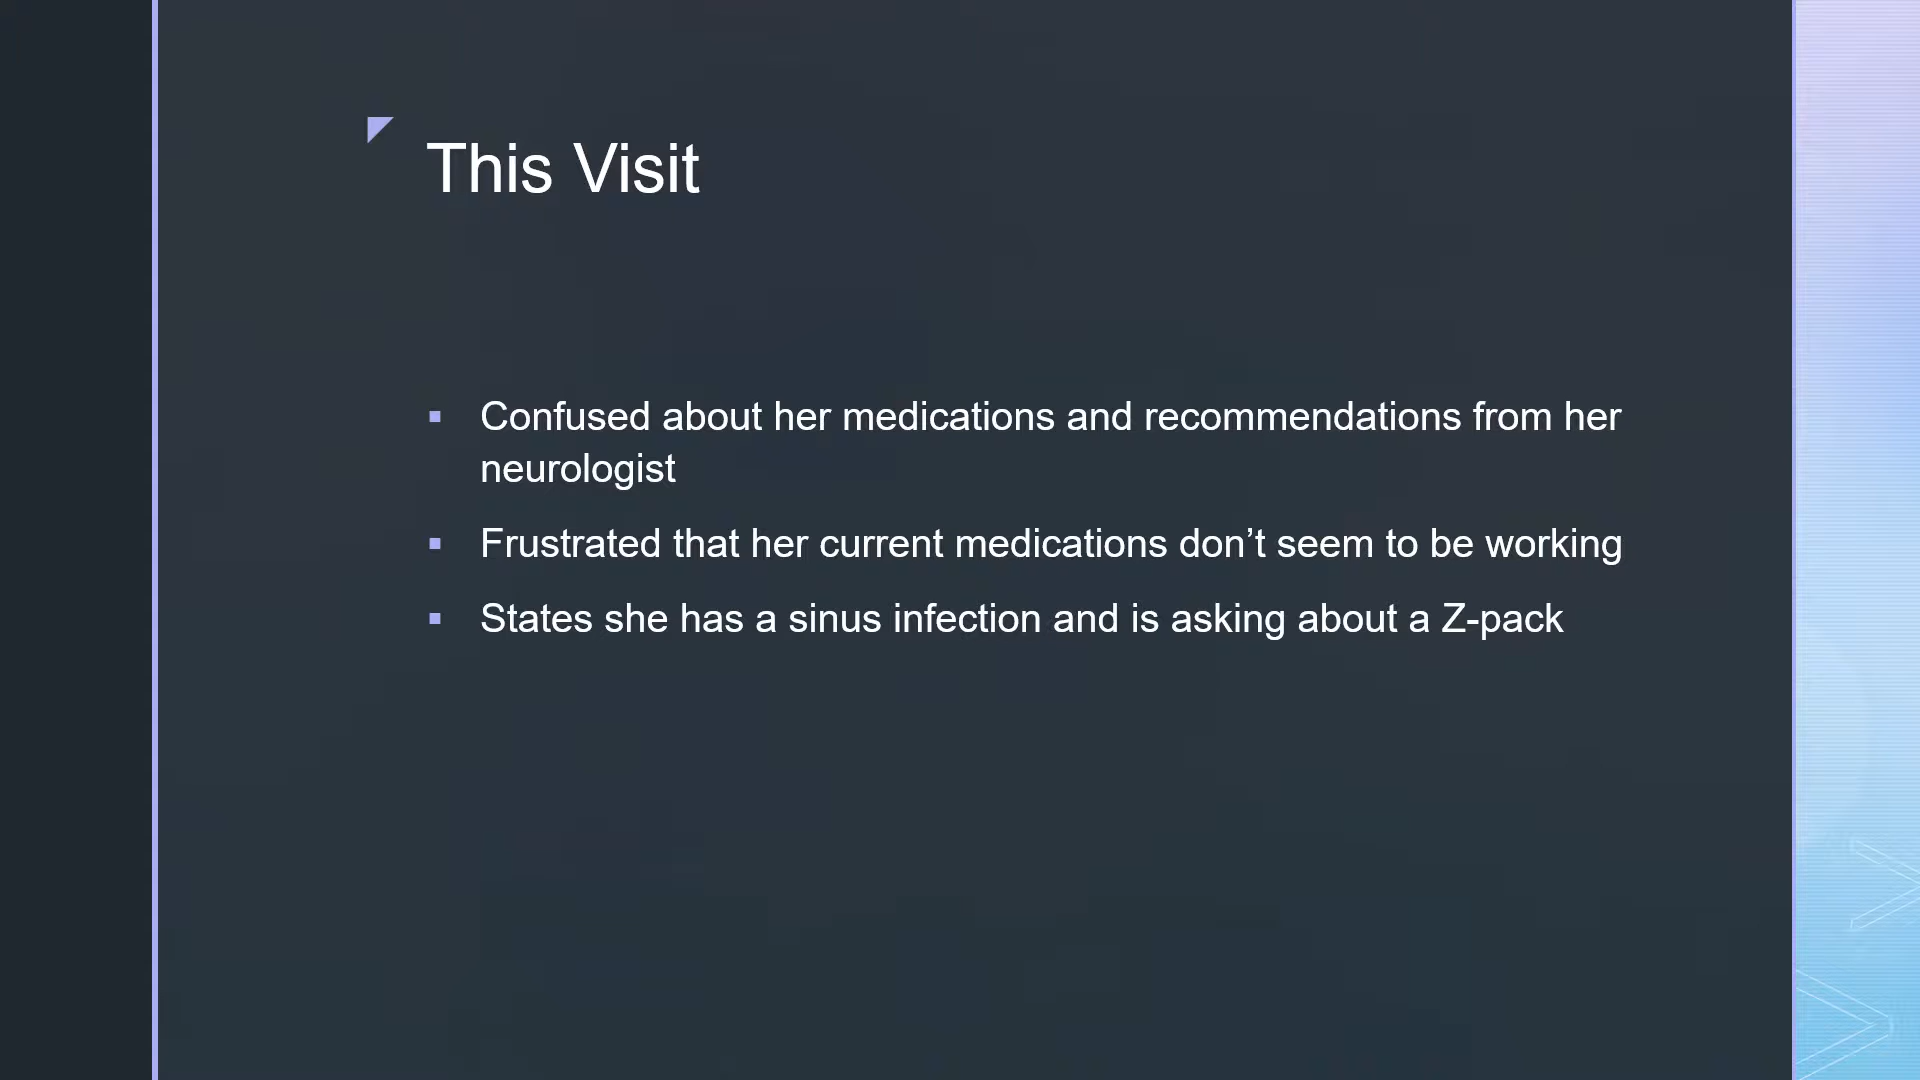 This Visit
Confused about her medications and recommendations from her
neurologist
Frustrated that her current medications don’t seem to be working
States she has a sinus infection and is asking about a Z-pack